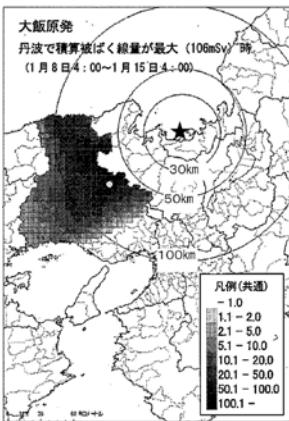 大飯原発
丹波で積算被ばく線量が最大(106mSv)時
(1月8日4:00~1月15日4:00)
30km
50km
100km
凡例(共通)
- 1.0
1.1 - 2.0
2.1 - 5.0
5.1 - 10.0
10.1 - 20.0
20.1 - 50.0
50.1 - 100.0
100.1 -